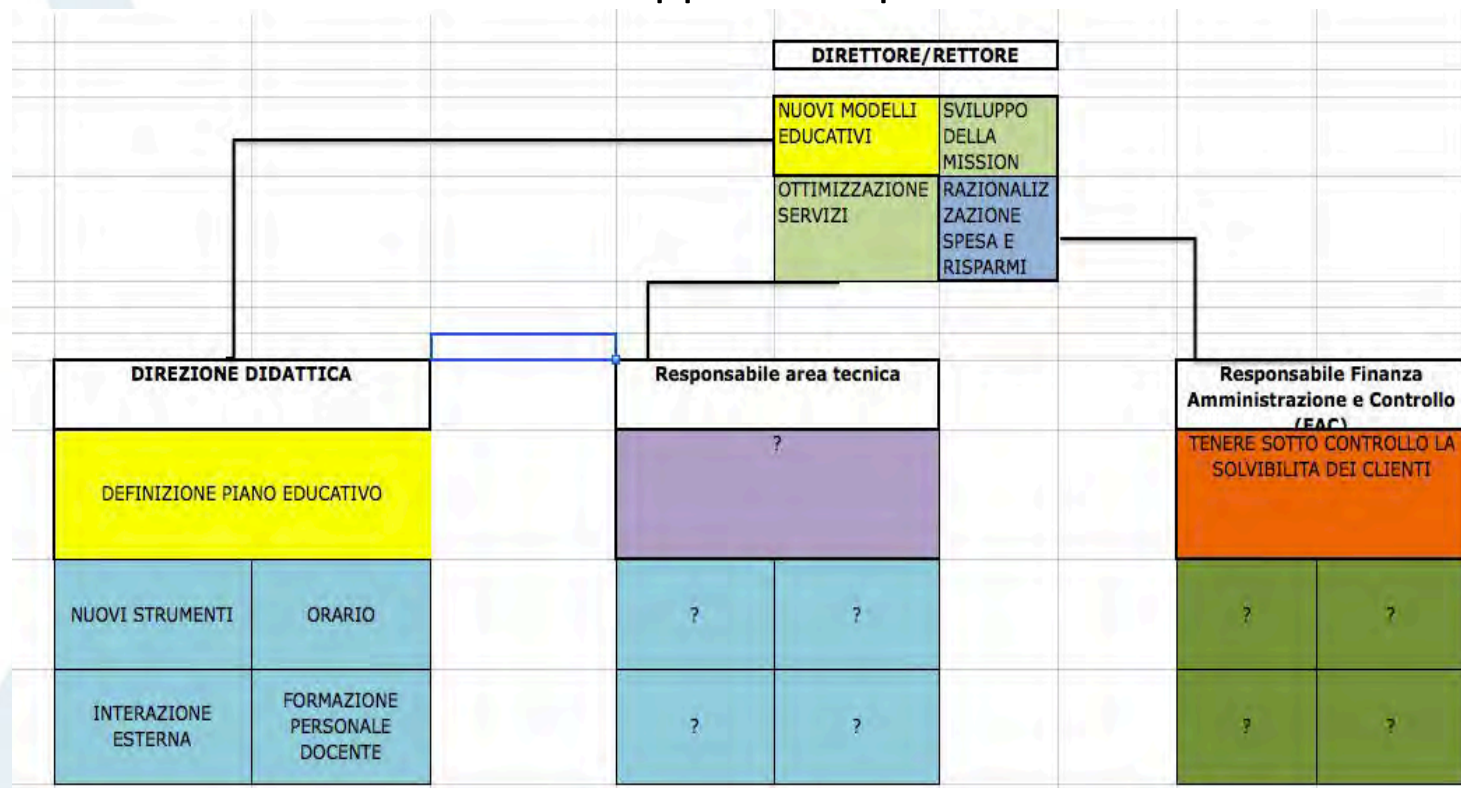 DIRETTORE/RETTORE
NUOVI MODELLI
EDUCATIVI
SVILUPPO
DELLA
MISSION
OTTIMIZZAZIONE
SERVIZI
RAZIONALIZ
ZAZIONE
SPESA E
RISPARMI
DIREZIONE DIDATTICA
DEFINIZIONE PIANO EDUCATIVO
NUOVI STRUMENTI
ORARIO
INTERAZIONE
ESTERNA
FORMAZIONE
PERSONALE
DOCENTE
Responsabile area tecnica
?
?
?
?
?
Responsabile Finanza
Amministrazione e Controllo
(FAC)
TENERE SOTTO CONTROLLO LA
SOLVIBILITA DEI CLIENTI
?
?
?
?